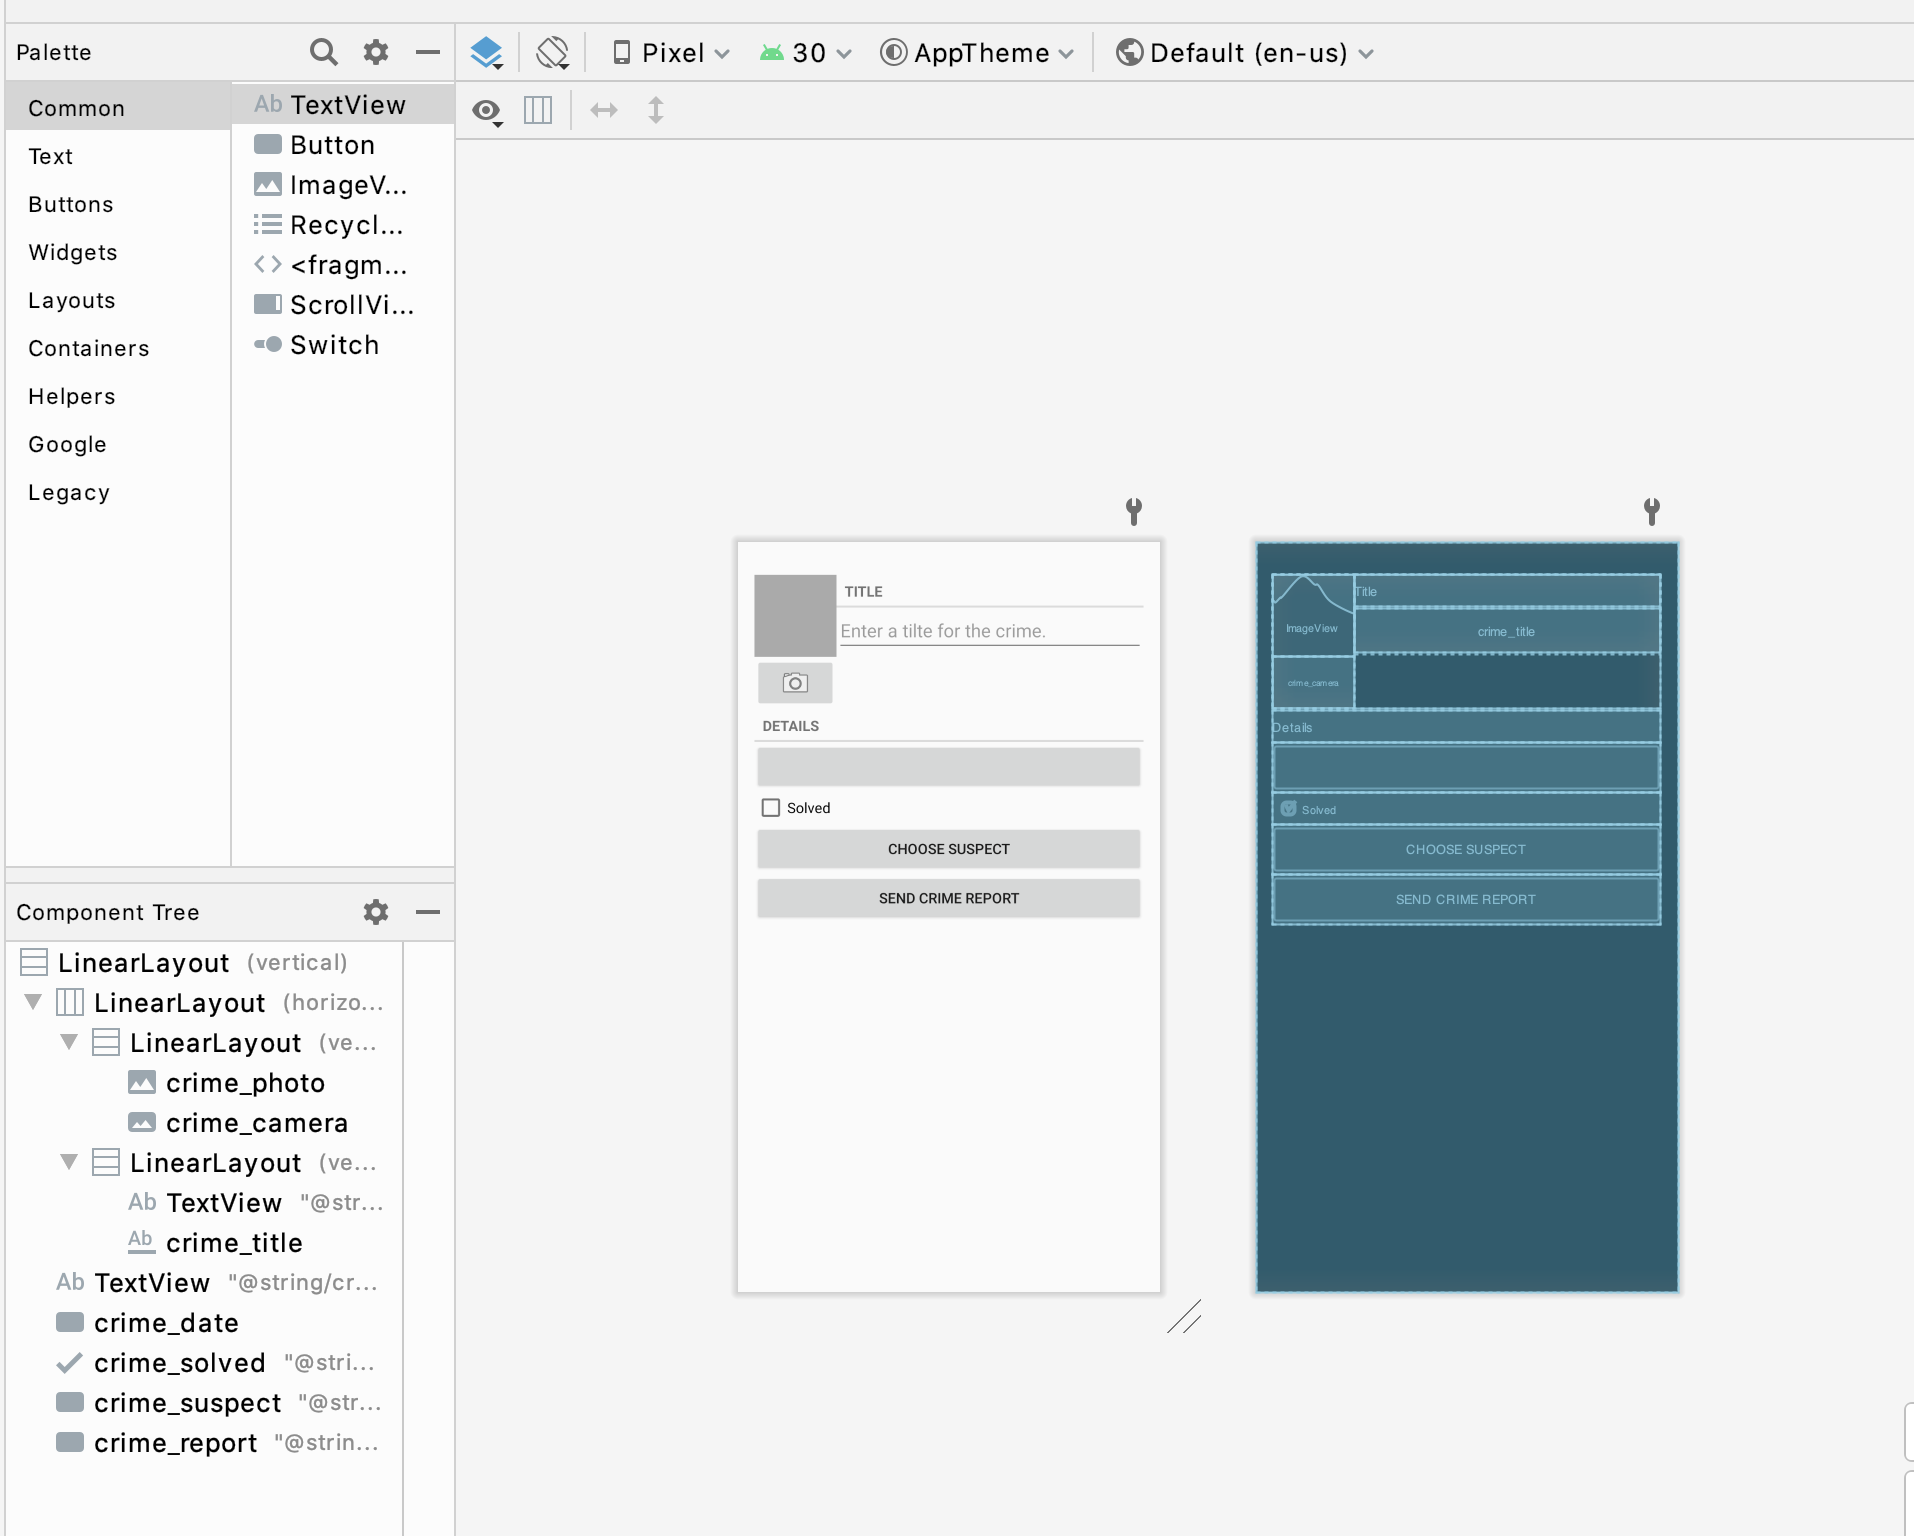 Palette
Pixel
30
AppTheme
Default (en-us)
Common
Text
Buttons
Widgets
Layouts
Containers
Helpers
Google
Legacy
Ab TextView
Button
ImageV...
Recycl...
<fragm...
ScrollVi...
Switch
TITLE
Enter a tilte for the crime.
DETAILS
Solved
CHOOSE SUSPECT
SEND CRIME REPORT
Title
ImageView
crime_title
crime_camera
Details
Solved
CHOOSE SUSPECT
SEND CRIME REPORT
Component Tree
LinearLayout (vertical)
LinearLayout (horizo...
LinearLayout (ve...
crime_photo
crime_camera
LinearLayout (ve...
Ab TextView "@str...
Ab crime_title
Ab TextView "@string/cr...
crime_date
crime_solved "@stri...
crime_suspect "@str...
crime_report "@strin...